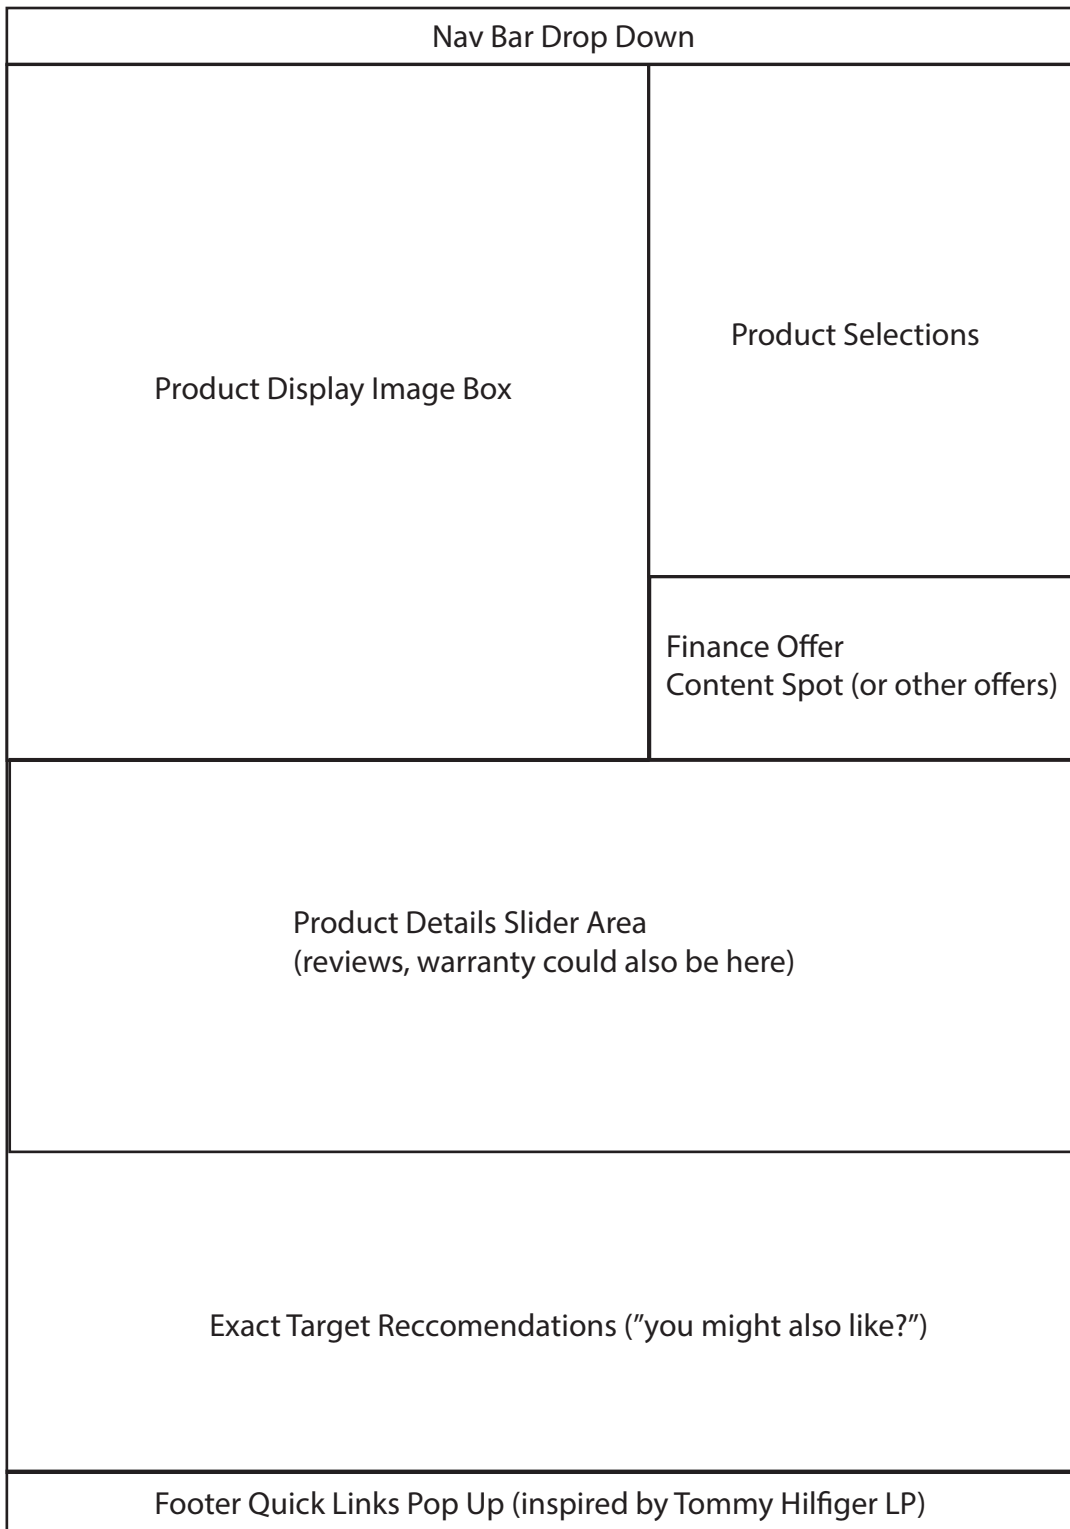 Nav Bar Drop Down
Product Display Image Box
Product Selections
Finance Offer
Content Spot (or other offers)
Product Details Slider Area
(reviews, warranty could also be here)
Exact Target Reccomendations ("you might also like?")
Footer Quick Links Pop Up (inspired by Tommy Hilfiger LP)